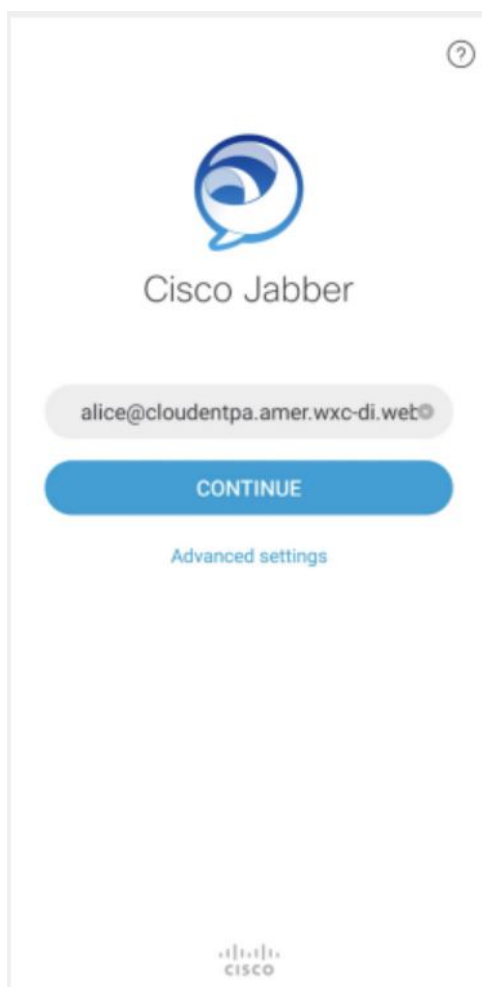 ?
Cisco Jabber
alice@cloudentpa.amer.wxc-di.web
CONTINUE
Advanced settings
CISCO